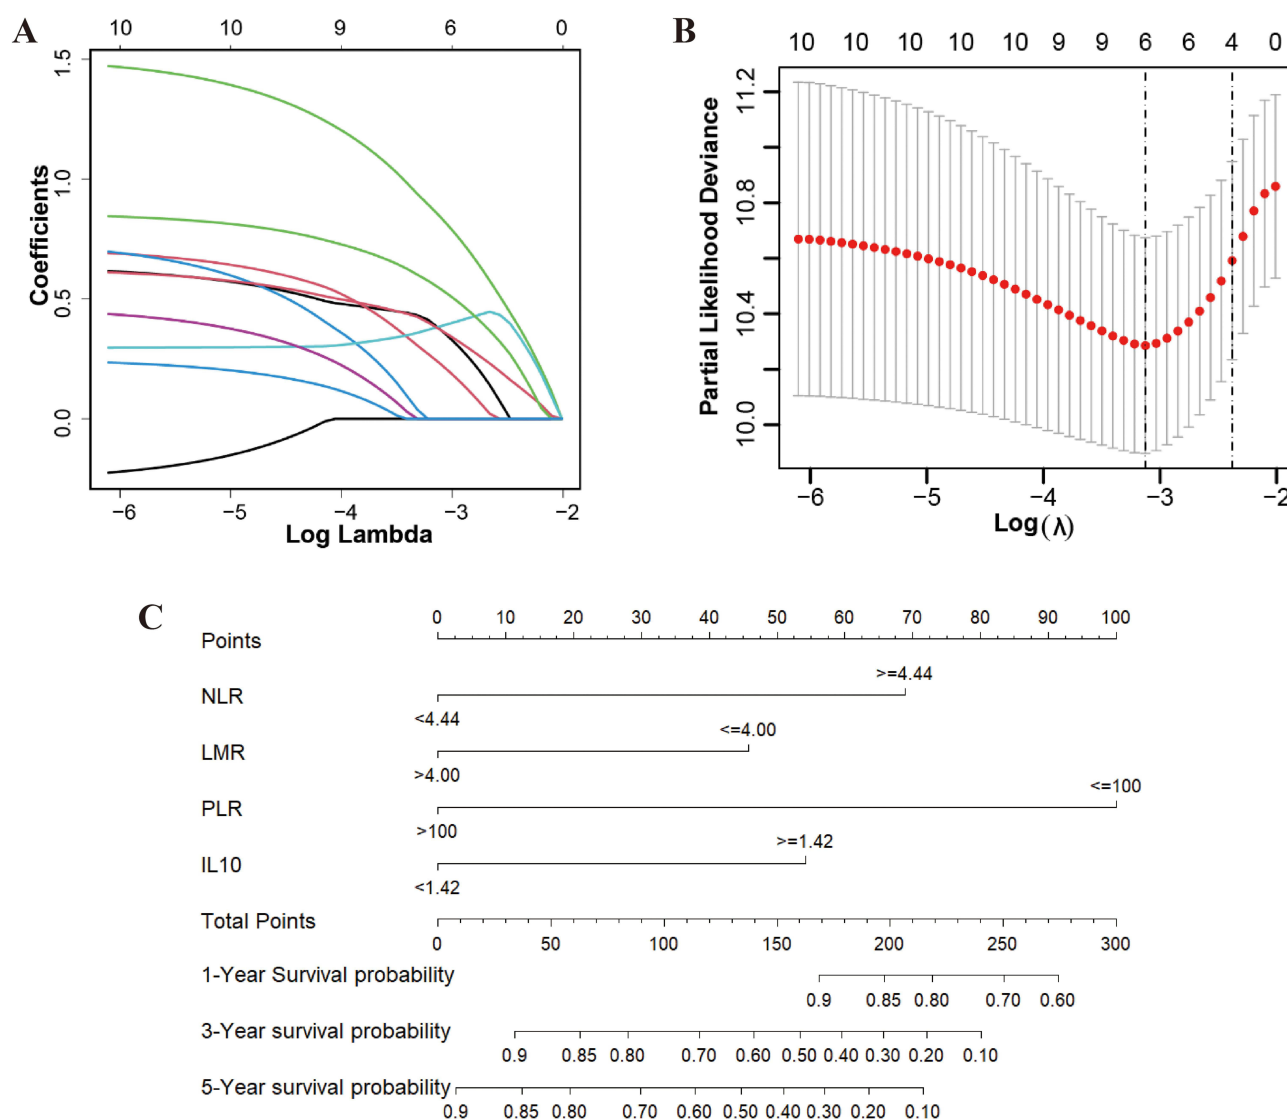 A
10 10 9 6 0
Coefficients
1.5
1.0
0.5
0.0
−6 −5 −4 −3 −2
Log Lambda
B
10 10 10 10 10 9 9 6 6 4 0
Partial Likelihood Deviance
11.2
10.8
10.4
10.0
−6 −5 −4 −3 −2
Log(λ)
C
0 10 20 30 40 50 60 70 80 90 100
Points
>=4.44
NLR
<4.44
<=4.00
LMR
>4.00
<=100
PLR
>100
>=1.42
IL10
<1.42
Total Points
0 50 100 150 200 250 300
1-Year Survival probability
0.9 0.85 0.80 0.70 0.60
3-Year survival probability
0.9 0.85 0.80 0.70 0.60 0.50 0.40 0.30 0.20 0.10
5-Year survival probability
0.9 0.85 0.80 0.70 0.60 0.50 0.40 0.30 0.20 0.10